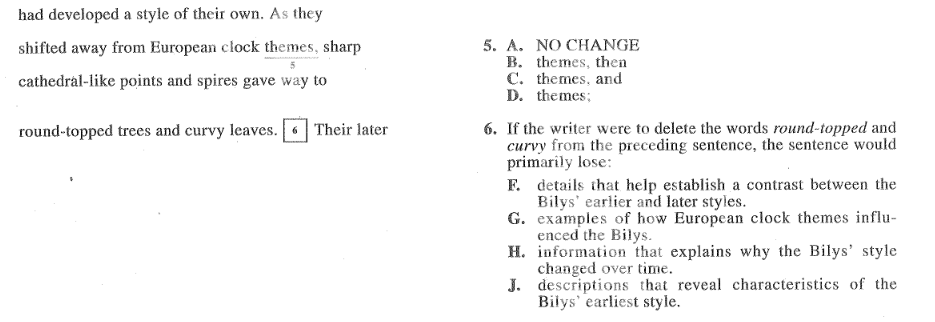 had developed a style of their own. As they
shifted away from European clock themes, sharp
5
cathedral-like points and spires gave way to
round-topped trees and curvy leaves. 6 Their later
5. A. NO CHANGE
B. themes, then
C. themes, and
D. themes;
6. If the writer were to delete the words round-topped and
curvy from the preceding sentence, the sentence would
primarily lose:
F. details that help establish a contrast between the
Bilys' earlier and later styles.
G. examples of how European clock themes influ-
enced the Bilys.
H. information that explains why the Bilys' style
changed over time.
J. descriptions that reveal characteristics of the
Bilys' earliest style.